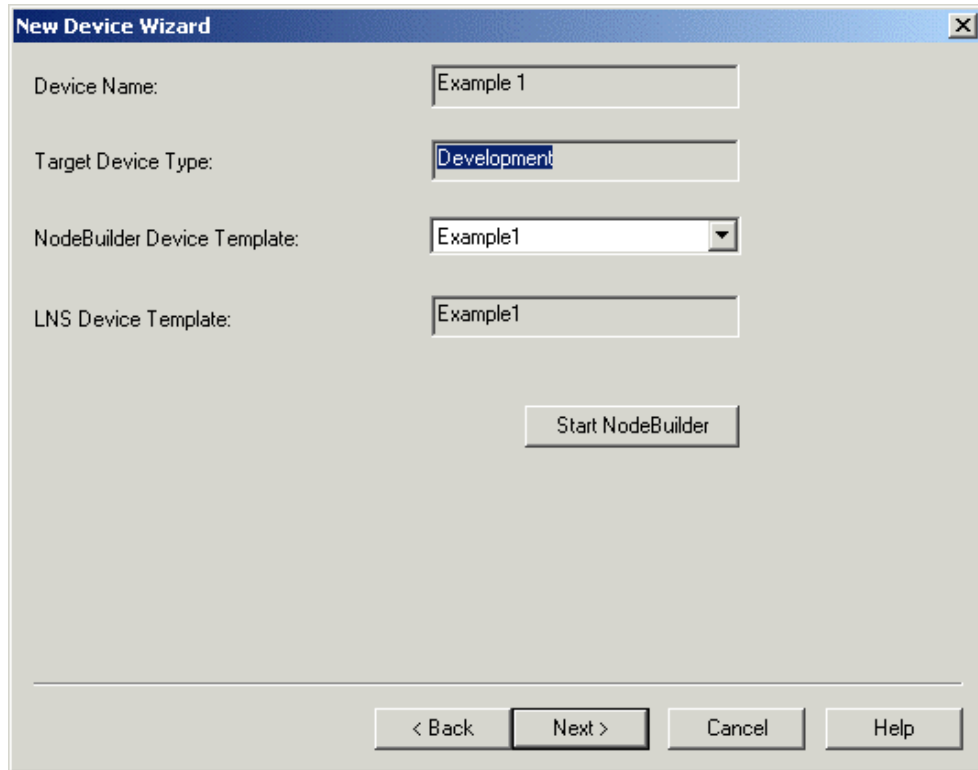 New Device Wizard
Device Name: Example 1
Target Device Type: Development
NodeBuilder Device Template: Example1
LNS Device Template: Example1
Start NodeBuilder
< Back Next > Cancel Help